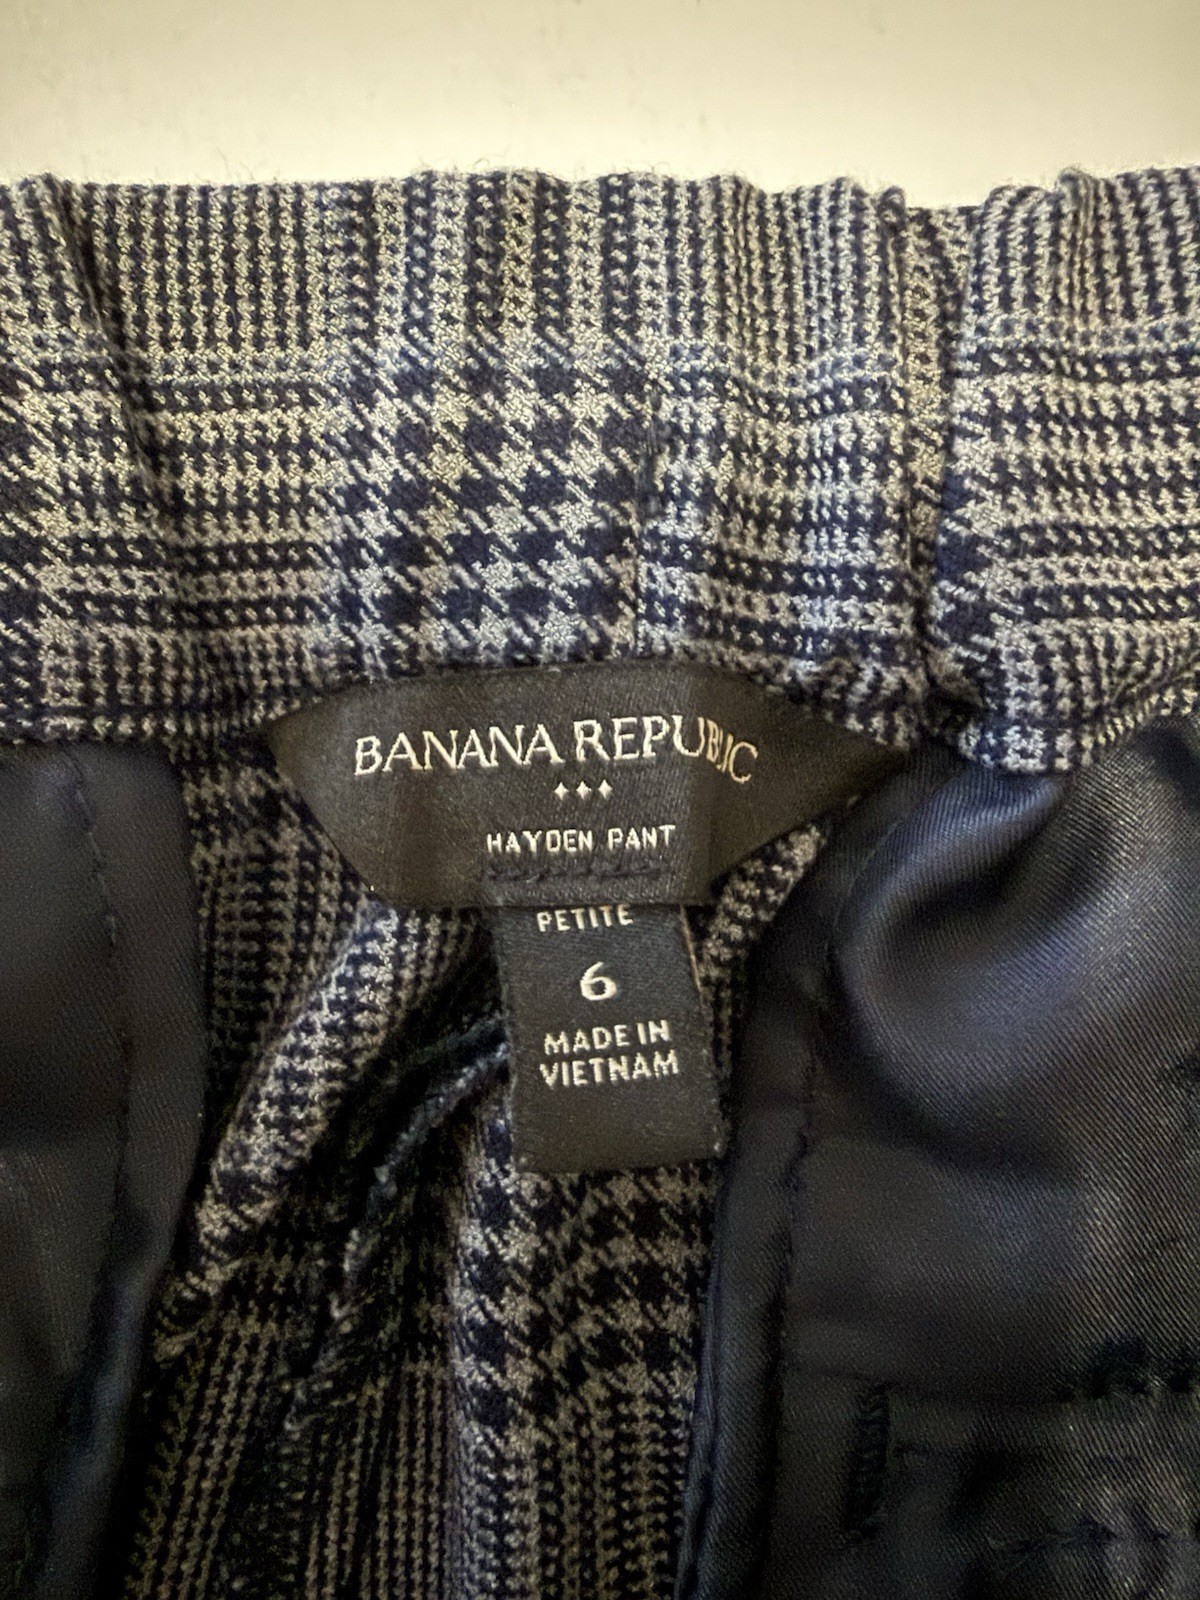 BANANA REPUBLIC
HAYDEN PANT
PETITE
6
MADE IN
VIETNAM